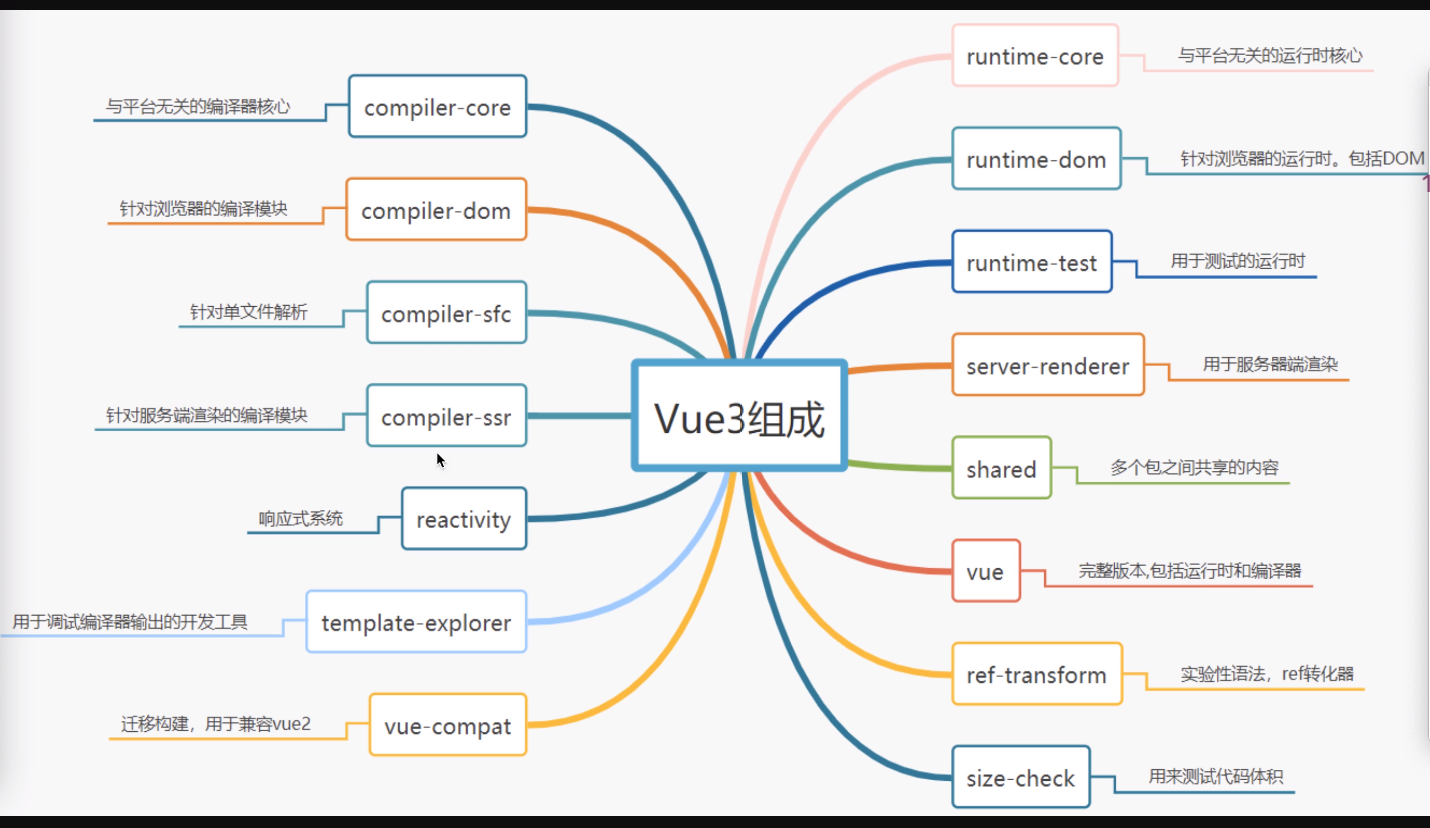 Vue3组成
compiler-core
与平台无关的编译器核心
compiler-dom
针对浏览器的编译模块
compiler-sfc
针对单文件解析
compiler-ssr
针对服务端渲染的编译模块
reactivity
响应式系统
template-explorer
用于调试编译器输出的开发工具
vue-compat
迁移构建，用于兼容vue2
runtime-core
与平台无关的运行时核心
runtime-dom
针对浏览器的运行时。包括DOM
runtime-test
用于测试的运行时
server-renderer
用于服务器端渲染
shared
多个包之间共享的内容
vue
完整版本,包括运行时和编译器
ref-transform
实验性语法，ref转化器
size-check
用来测试代码体积